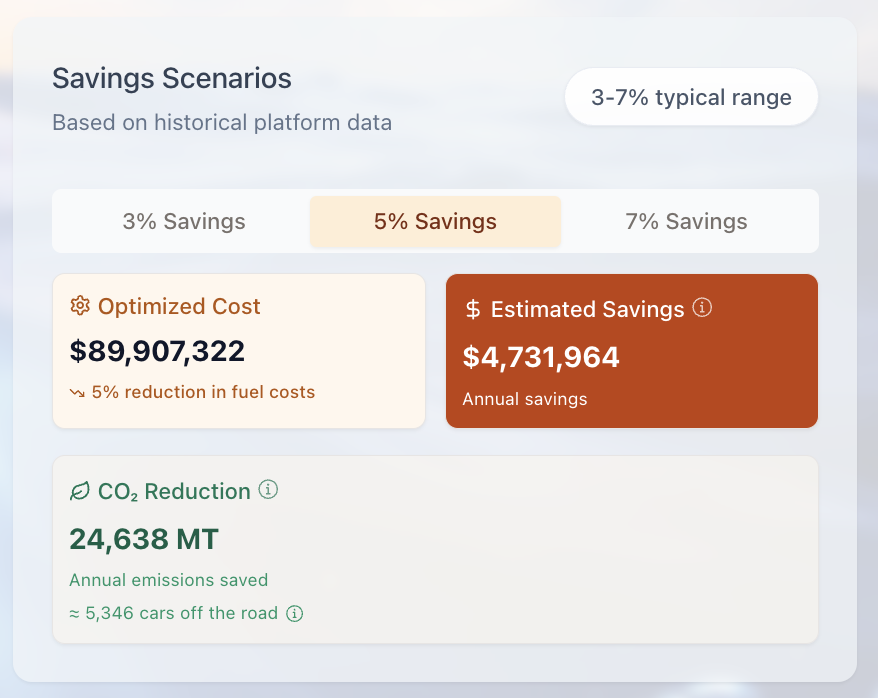 Savings Scenarios
3-7% typical range
Based on historical platform data
3% Savings
5% Savings
7% Savings
Optimized Cost
$89,907,322
5% reduction in fuel costs
$ Estimated Savings
$4,731,964
Annual savings
CO₂ Reduction
24,638 MT
Annual emissions saved
≈ 5,346 cars off the road